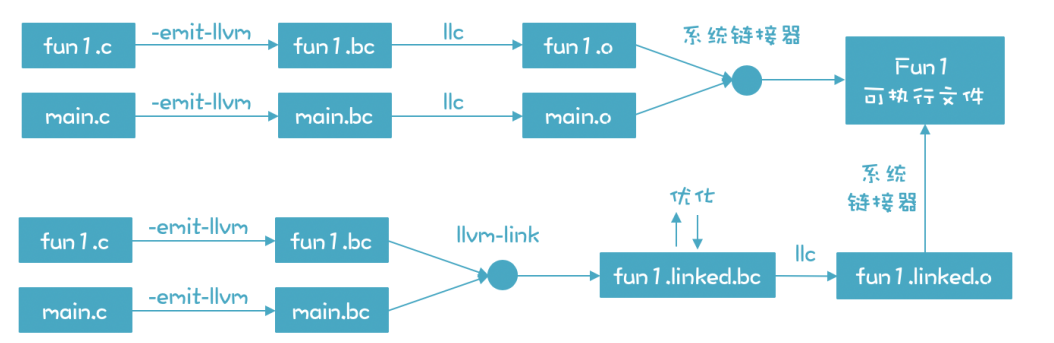 fun1.c
-emit-llvm
fun1.bc
llc
fun1.o
系统链接器
Fun1
可执行文件
main.c
-emit-llvm
main.bc
llc
main.o
系统
链接器
优化
fun1.c
-emit-llvm
fun1.bc
llvm-link
fun1.linked.bc
llc
fun1.linked.o
main.c
-emit-llvm
main.bc